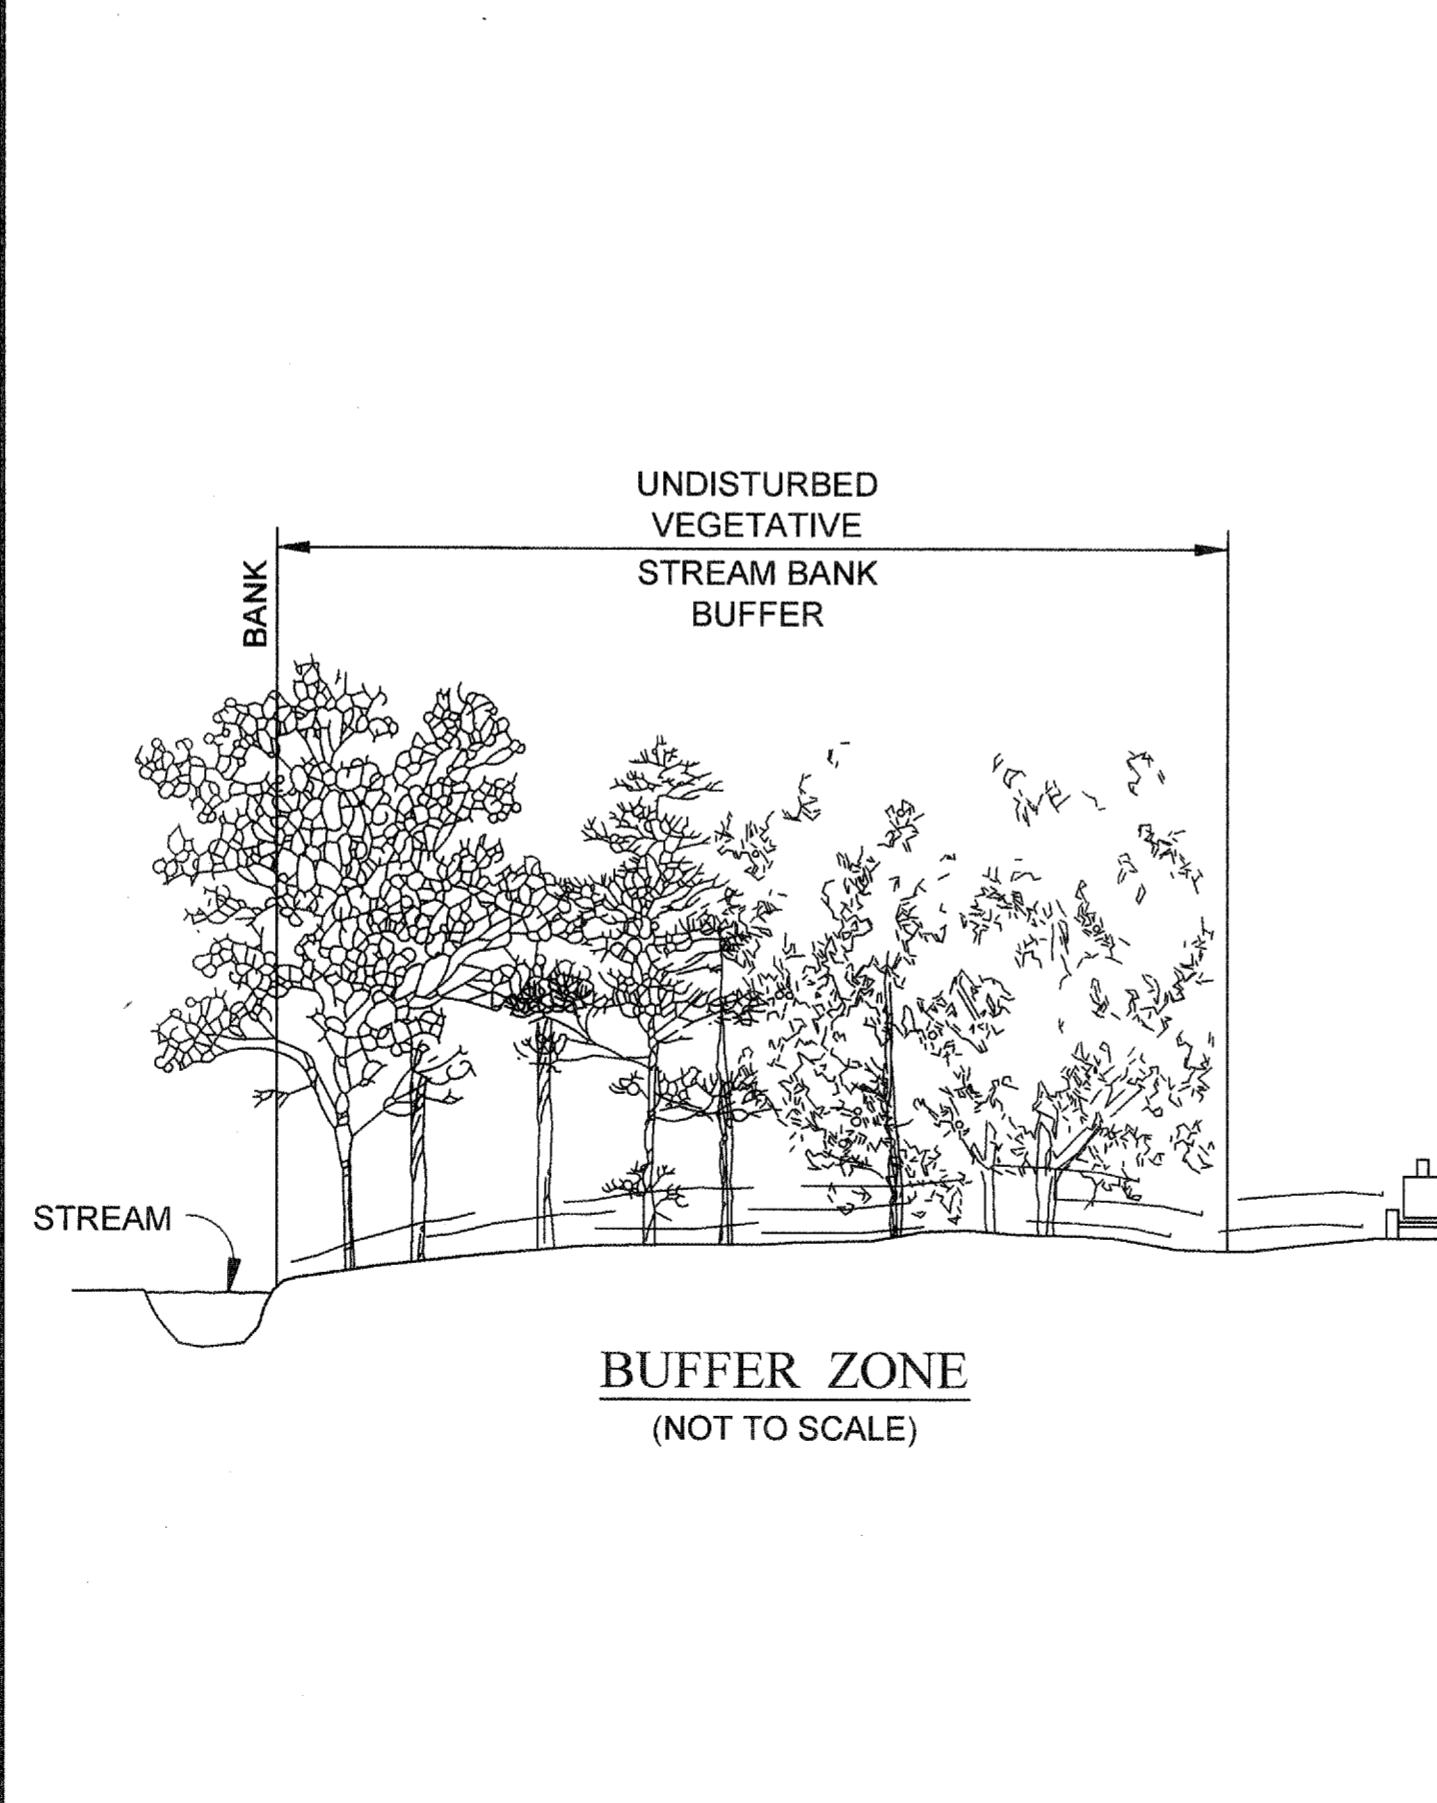 UNDISTURBED
VEGETATIVE
STREAM BANK
BUFFER
BANK
STREAM
BUFFER ZONE
(NOT TO SCALE)